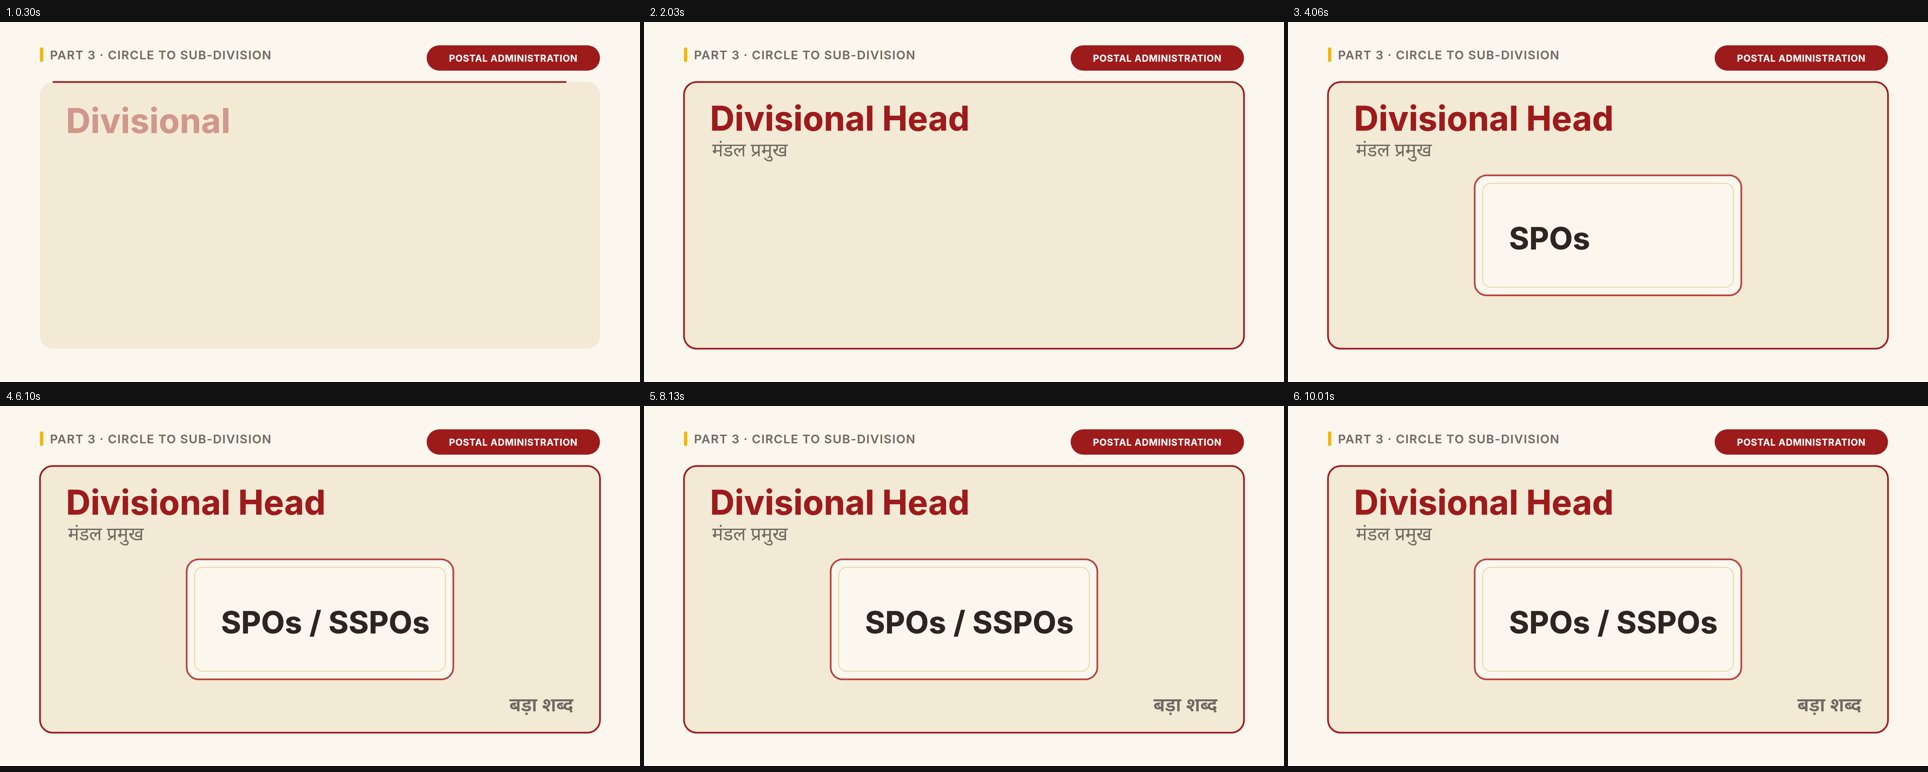 1. 0.30s
PART 3 · CIRCLE TO SUB-DIVISION
POSTAL ADMINISTRATION
Divisional
2. 2.03s
PART 3 · CIRCLE TO SUB-DIVISION
POSTAL ADMINISTRATION
Divisional Head
मंडल प्रमुख
3. 4.06s
PART 3 · CIRCLE TO SUB-DIVISION
POSTAL ADMINISTRATION
Divisional Head
मंडल प्रमुख
SPOs
4. 6.10s
PART 3 · CIRCLE TO SUB-DIVISION
POSTAL ADMINISTRATION
Divisional Head
मंडल प्रमुख
SPOs / SSPOs
बड़ा शब्द
5. 8.13s
PART 3 · CIRCLE TO SUB-DIVISION
POSTAL ADMINISTRATION
Divisional Head
मंडल प्रमुख
SPOs / SSPOs
बड़ा शब्द
6. 10.01s
PART 3 · CIRCLE TO SUB-DIVISION
POSTAL ADMINISTRATION
Divisional Head
मंडल प्रमुख
SPOs / SSPOs
बड़ा शब्द